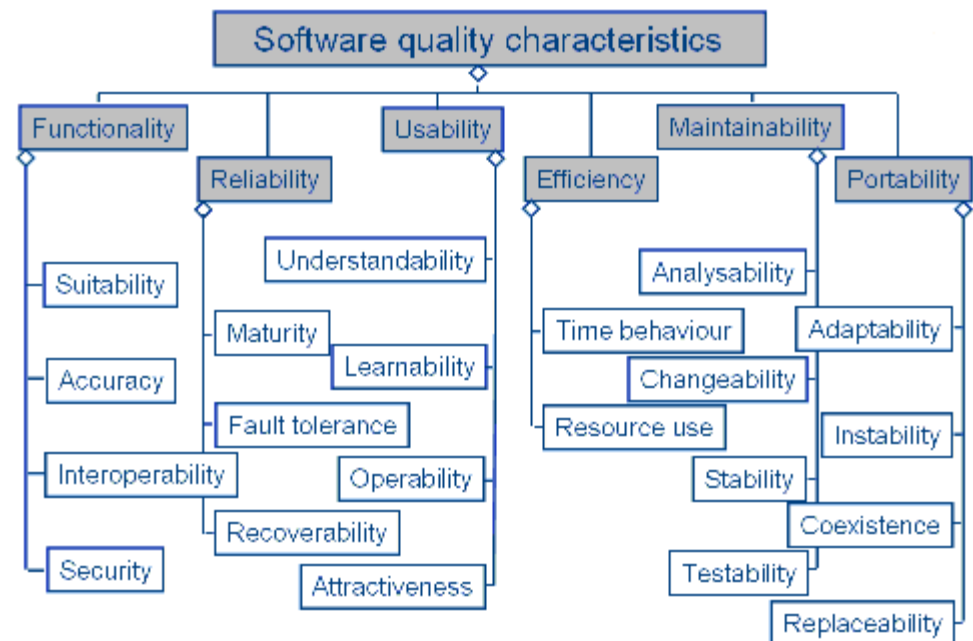 Software quality characteristics
Functionality
Usability
Maintainability
Reliability
Efficiency
Portability
Understandability
Analysability
Suitability
Maturity
Time behaviour
Adaptability
Learnability
Accuracy
Changeability
Fault tolerance
Resource use
Instability
Interoperability
Operability
Stability
Recoverability
Coexistence
Security
Attractiveness
Testability
Replaceability